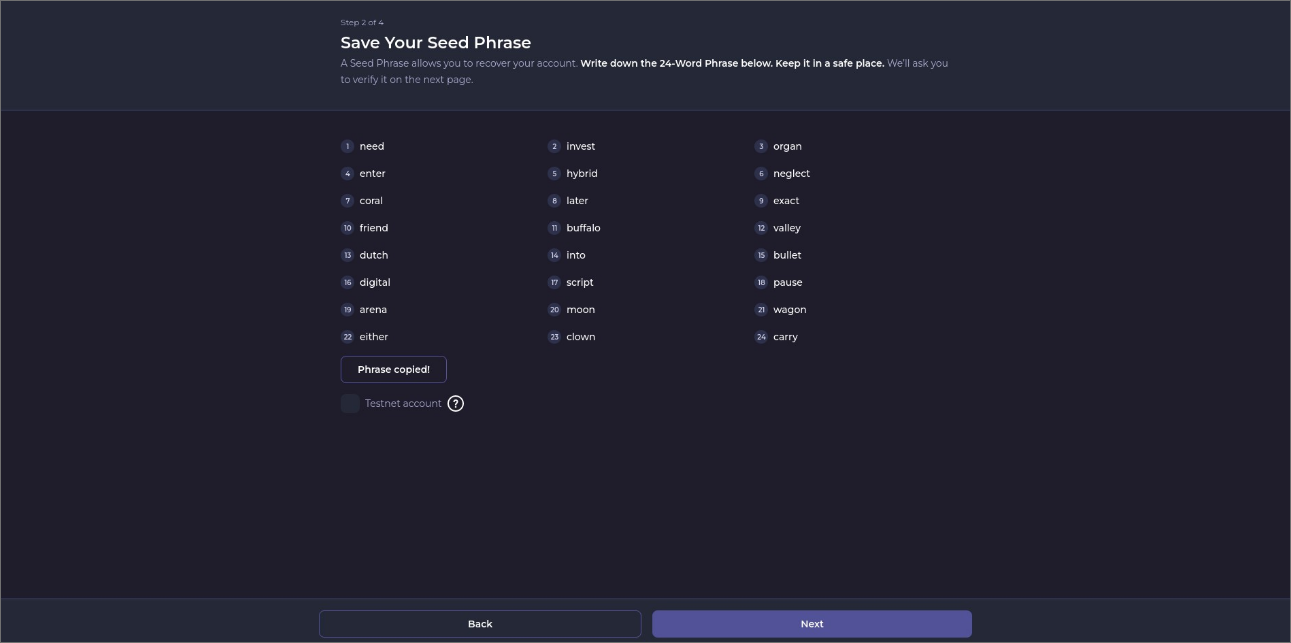 Step 2 of 4
Save Your Seed Phrase
A Seed Phrase allows you to recover your account. Write down the 24-Word Phrase below. Keep it in a safe place. We'll ask you
to verify it on the next page.
1 need 2 invest 3 organ
4 enter 5 hybrid 6 neglect
7 coral 8 later 9 exact
10 friend 11 buffalo 12 valley
13 dutch 14 into 15 bullet
16 digital 17 script 18 pause
19 arena 20 moon 21 wagon
22 either 23 clown 24 carry
Phrase copied!
Testnet account ?
Back Next